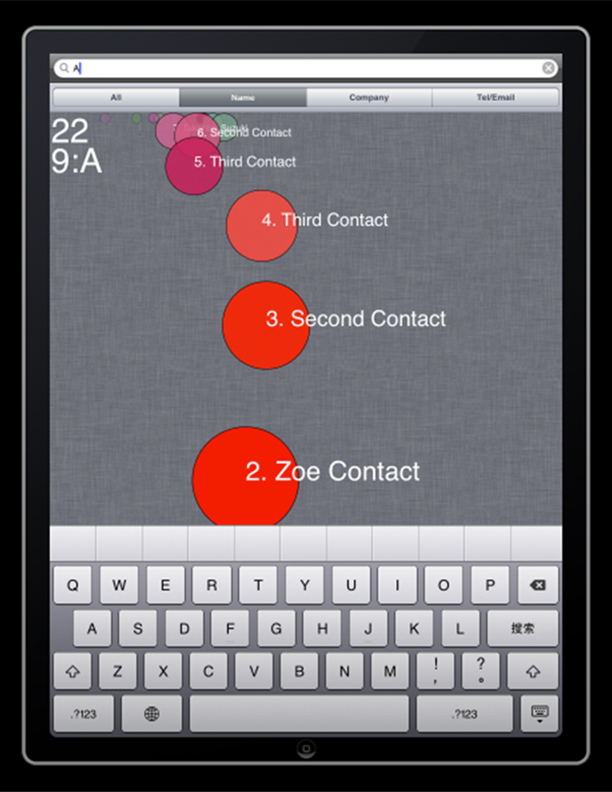 A
All Name Company Tel/Email
22
9:A
6. Second Contact
5. Third Contact
4. Third Contact
3. Second Contact
2. Zoe Contact
Q W E R T Y U I O P
A S D F G H J K L 搜索
Z X C V B N M ! , ? 。
.?123 .?123